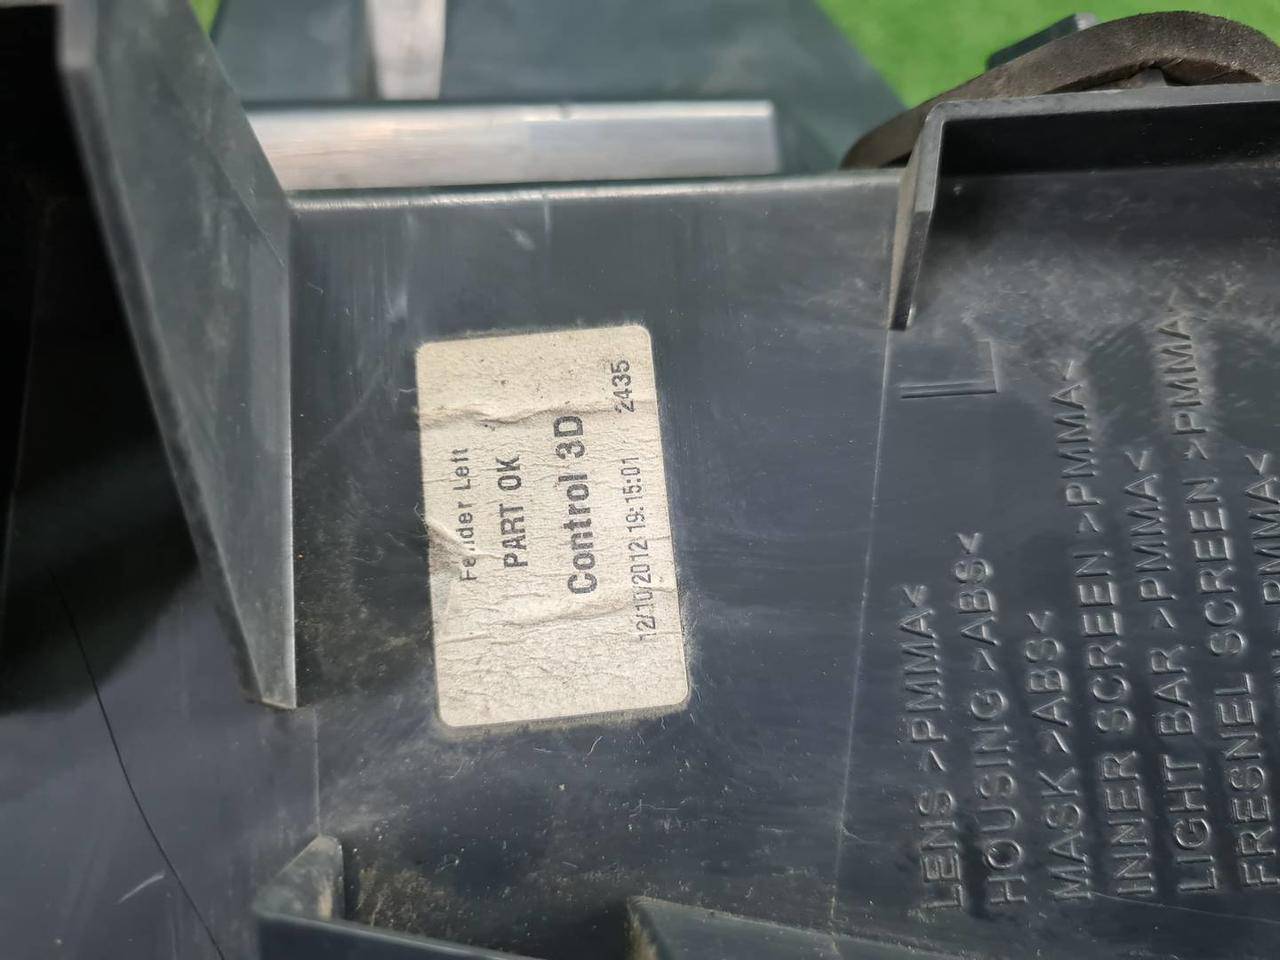 Fender Left
PART OK
Control 3D
12/10/2012 19:15:01 2435
L
LENS >PMMA<
HOUSING >ABS<
MASK >ABS<
INNER SCREEN >PMMA<
LIGHT BAR >PMMA<
FRESNEL SCREEN >PMMA<
>PMMA<